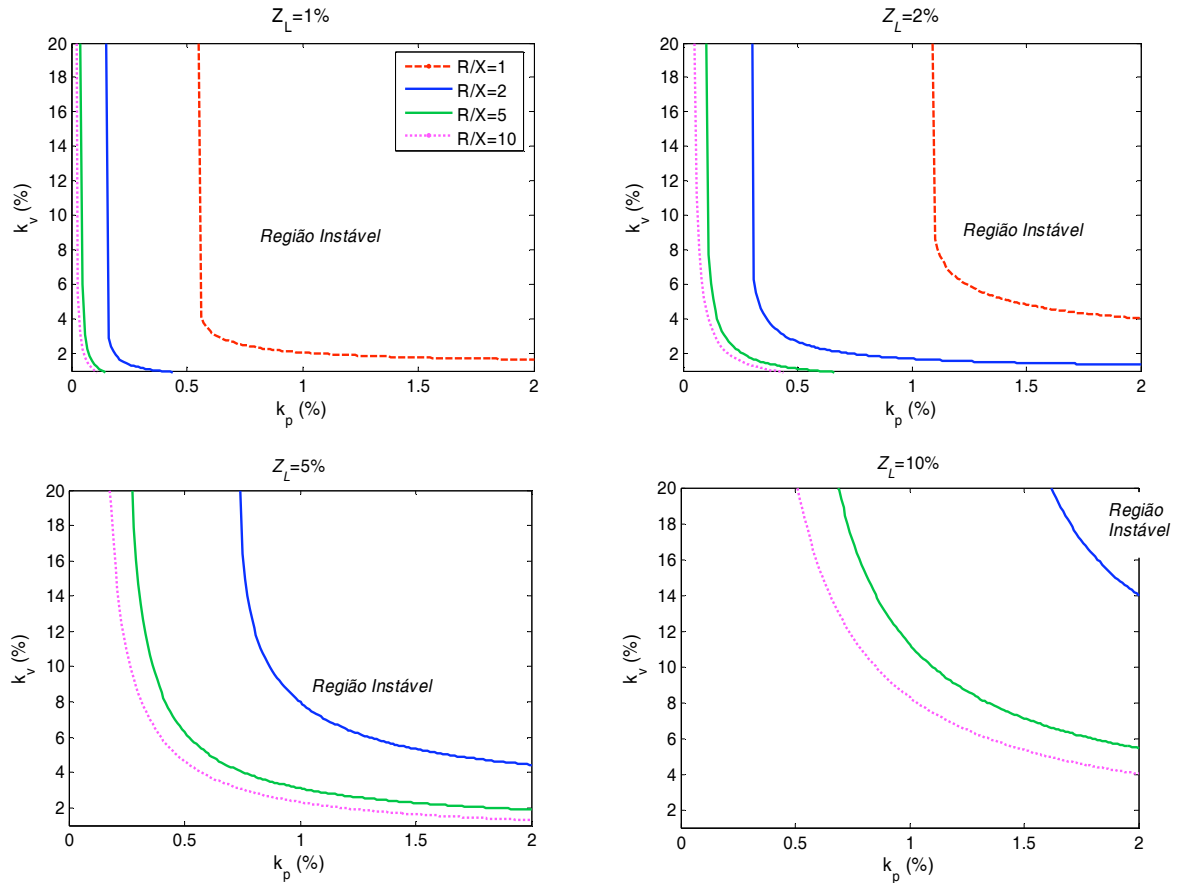 Z_L=1%
20
18
16
14
12
10
8
6
4
2
k_v (%)
0
0.5
1
1.5
2
k_p (%)
R/X=1
R/X=2
R/X=5
R/X=10
Região Instável
Z_L=2%
20
18
16
14
12
10
8
6
4
2
k_v (%)
0
0.5
1
1.5
2
k_p (%)
Região Instável
Z_L=5%
20
18
16
14
12
10
8
6
4
2
k_v (%)
0
0.5
1
1.5
2
k_p (%)
Região Instável
Z_L=10%
20
18
16
14
12
10
8
6
4
2
k_v (%)
0
0.5
1
1.5
2
k_p (%)
Região
Instável